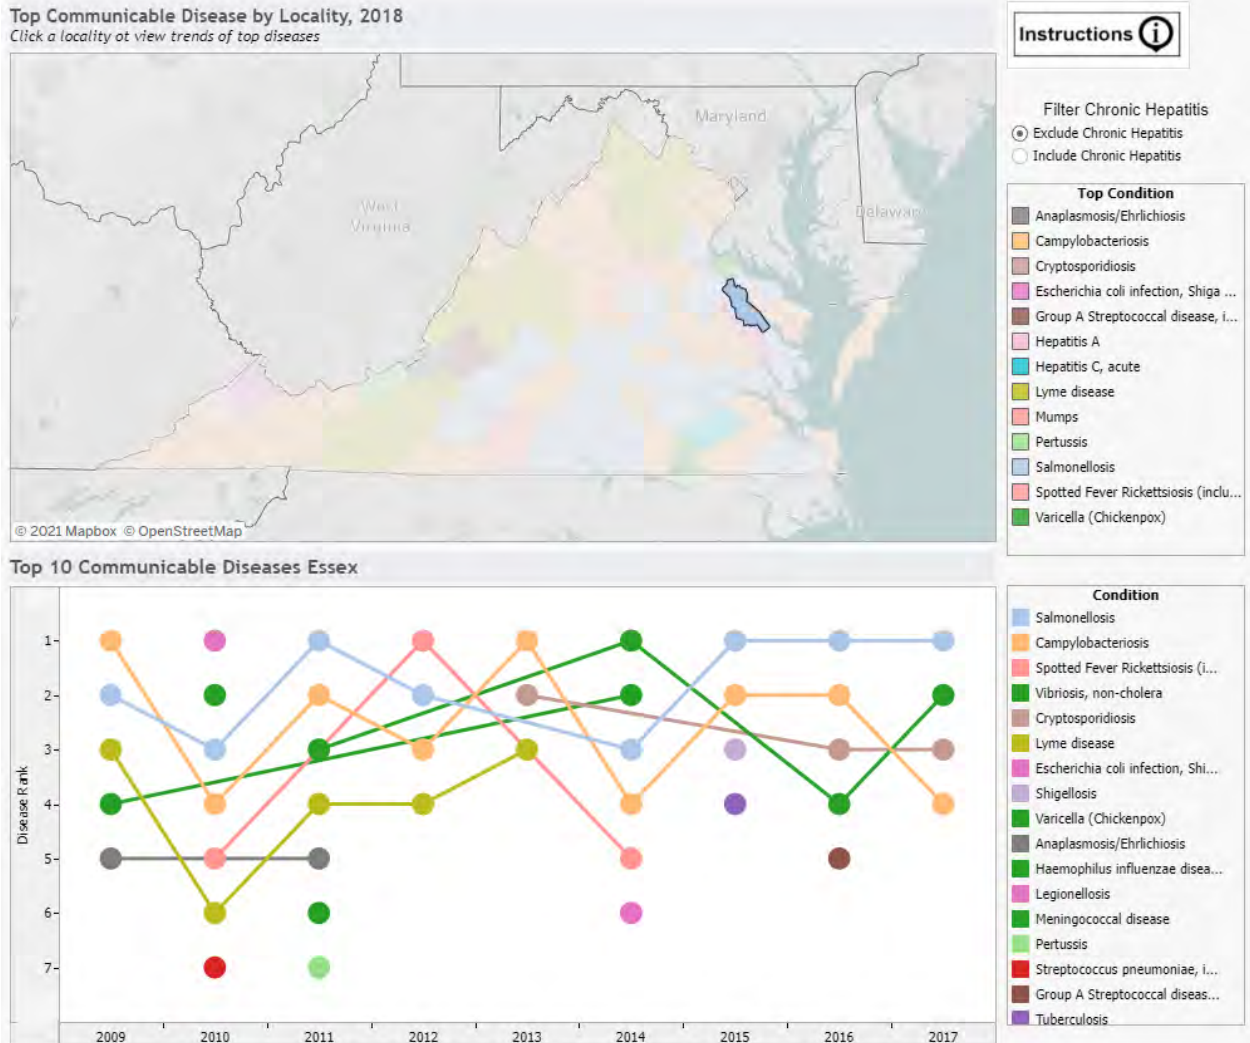 Top Communicable Disease by Locality, 2018
Click a locality ot view trends of top diseases
Instructions
Maryland
West
Virginia
DC
Delawar
© 2021 Mapbox © OpenStreetMap
Filter Chronic Hepatitis
Exclude Chronic Hepatitis
Include Chronic Hepatitis
Top Condition
Anaplasmosis/Ehrlichiosis
Campylobacteriosis
Cryptosporidiosis
Escherichia coli infection, Shiga ...
Group A Streptococcal disease, i...
Hepatitis A
Hepatitis C, acute
Lyme disease
Mumps
Pertussis
Salmonellosis
Spotted Fever Rickettsiosis (inclu...
Varicella (Chickenpox)
Top 10 Communicable Diseases Essex
Disease Rank
1
2
3
4
5
6
7
2009 2010 2011 2012 2013 2014 2015 2016 2017
Condition
Salmonellosis
Campylobacteriosis
Spotted Fever Rickettsiosis (i...
Vibriosis, non-cholera
Cryptosporidiosis
Lyme disease
Escherichia coli infection, Shi...
Shigellosis
Varicella (Chickenpox)
Anaplasmosis/Ehrlichiosis
Haemophilus influenzae disea...
Legionellosis
Meningococcal disease
Pertussis
Streptococcus pneumoniae, i...
Group A Streptococcal diseas...
Tuberculosis